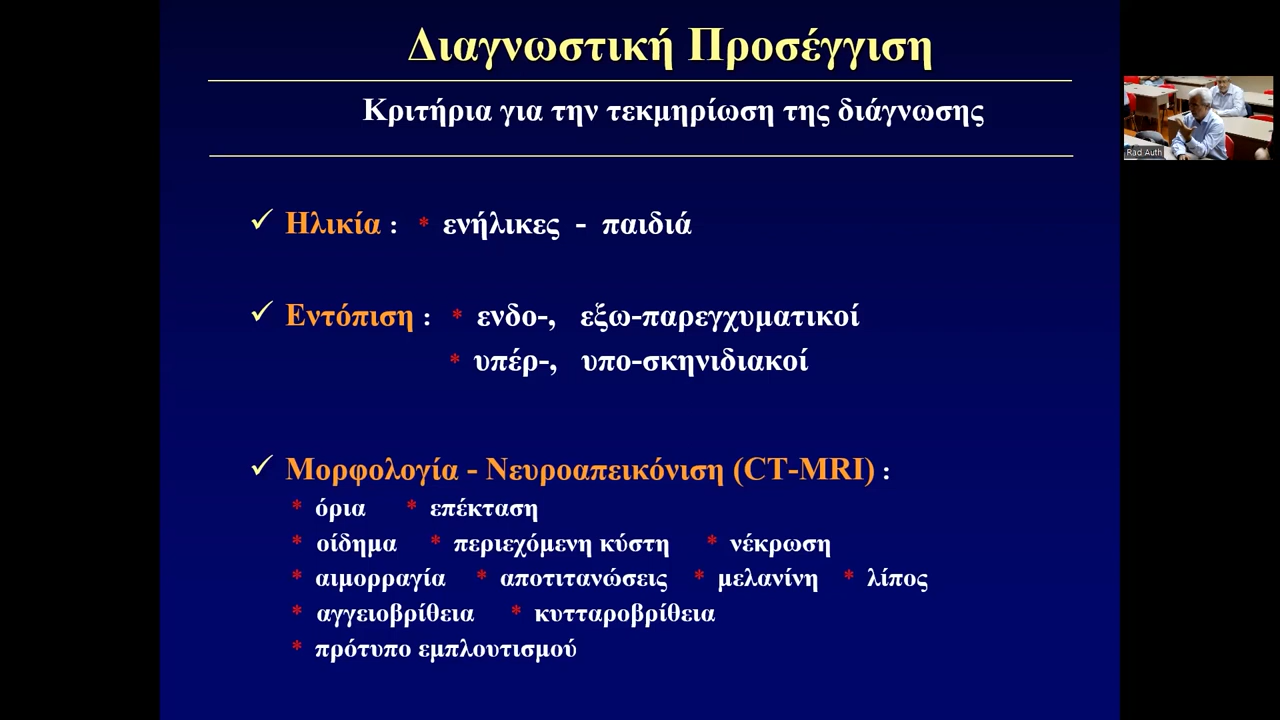 Διαγνωστική Προσέγγιση
Κριτήρια για την τεκμηρίωση της διάγνωσης
✓ Ηλικία : * ενήλικες - παιδιά
✓ Εντόπιση : * ενδο-, εξω-παρεγχυματικοί
* υπέρ-, υπο-σκηνιδιακοί
✓ Μορφολογία - Νευροαπεικόνιση (CT-MRI) :
* όρια * επέκταση
* οίδημα * περιεχόμενη κύστη * νέκρωση
* αιμορραγία * αποτιτανώσεις * μελανίνη * λίπος
* αγγειοβρίθεια * κυτταροβρίθεια
* πρότυπο εμπλουτισμού
Rad Auth